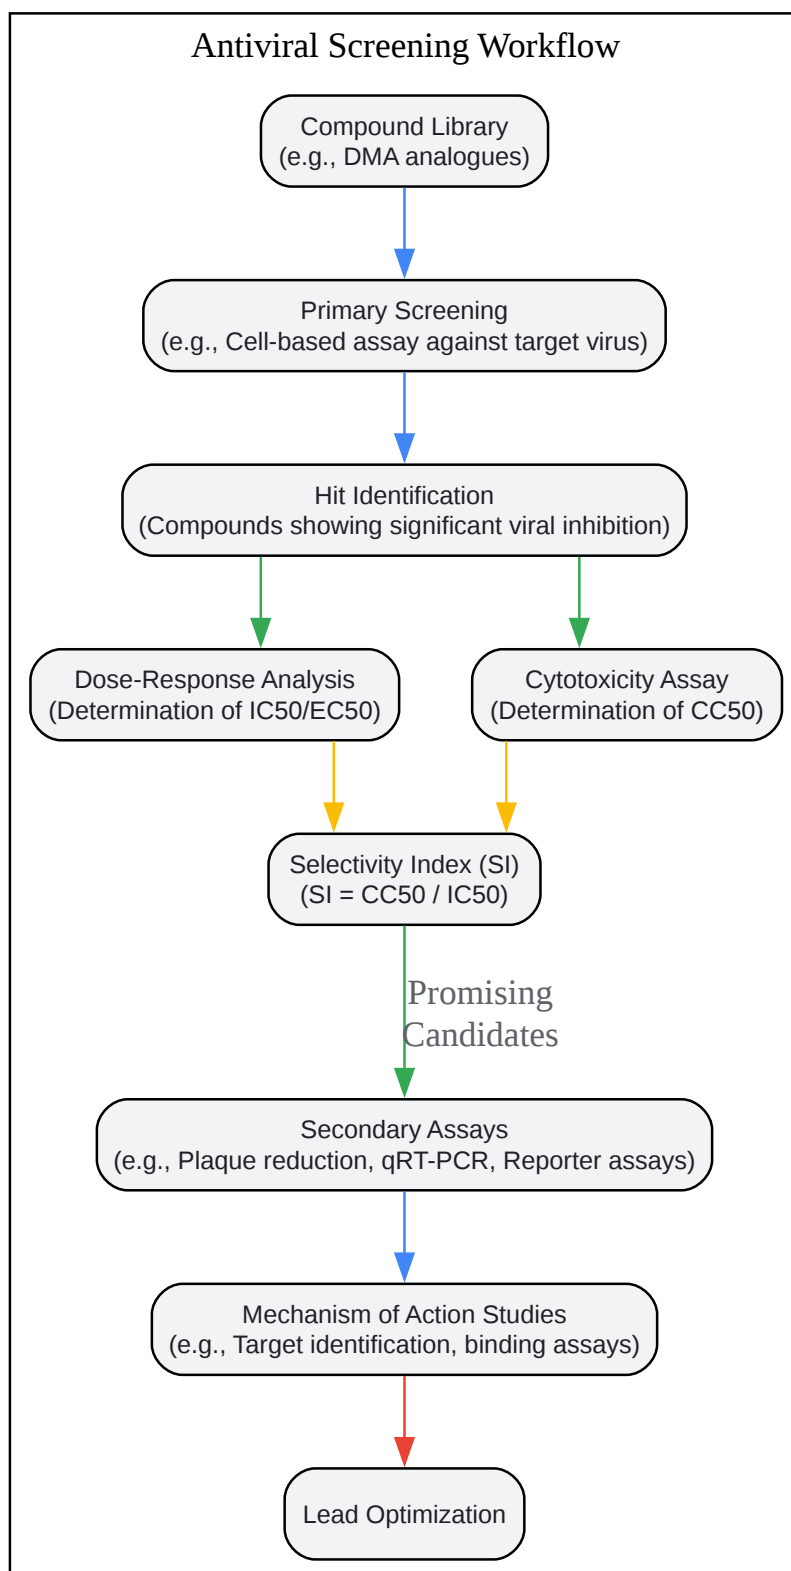 Antiviral Screening Workflow
Compound Library
(e.g., DMA analogues)
Primary Screening
(e.g., Cell-based assay against target virus)
Hit Identification
(Compounds showing significant viral inhibition)
Dose-Response Analysis
(Determination of IC50/EC50)
Cytotoxicity Assay
(Determination of CC50)
Selectivity Index (SI)
(SI = CC50 / IC50)
Promising
Candidates
Secondary Assays
(e.g., Plaque reduction, qRT-PCR, Reporter assays)
Mechanism of Action Studies
(e.g., Target identification, binding assays)
Lead Optimization